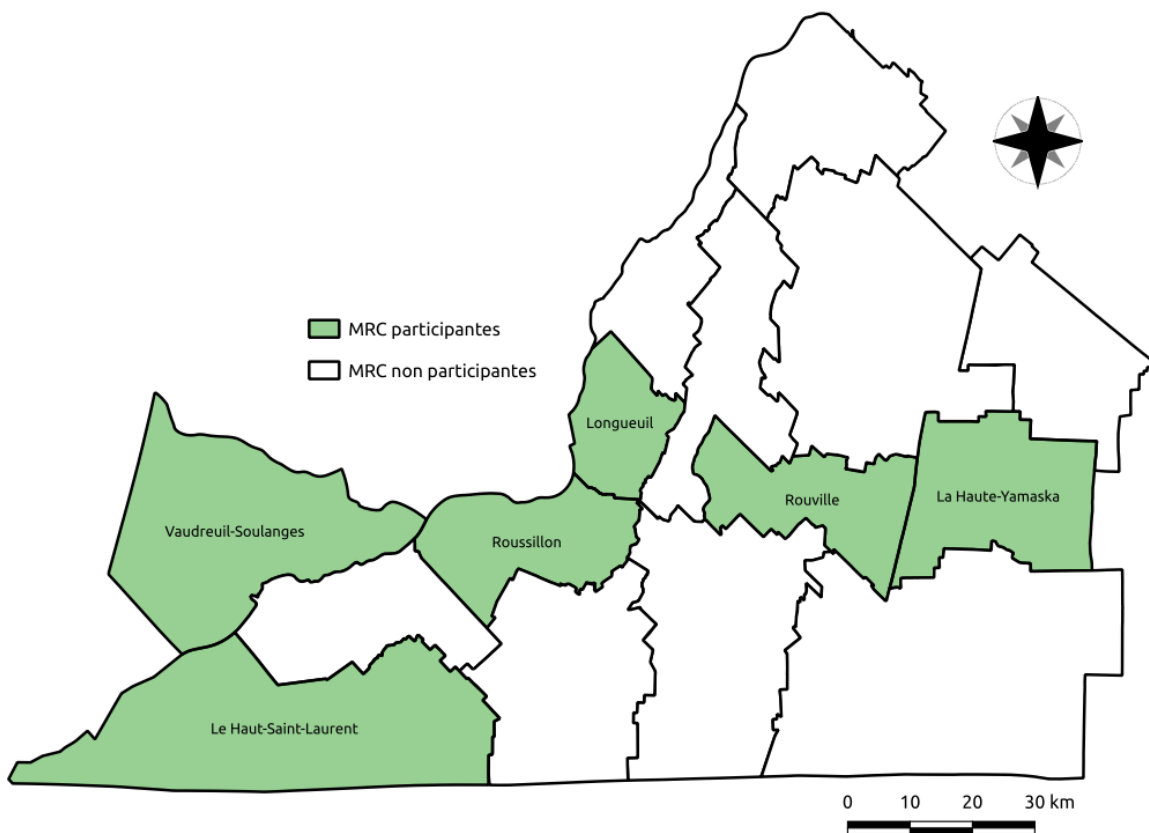 MRC participantes
MRC non participantes
Longueuil
Vaudreuil-Soulanges
Roussillon
Rouville
La Haute-Yamaska
Le Haut-Saint-Laurent
0 10 20 30 km